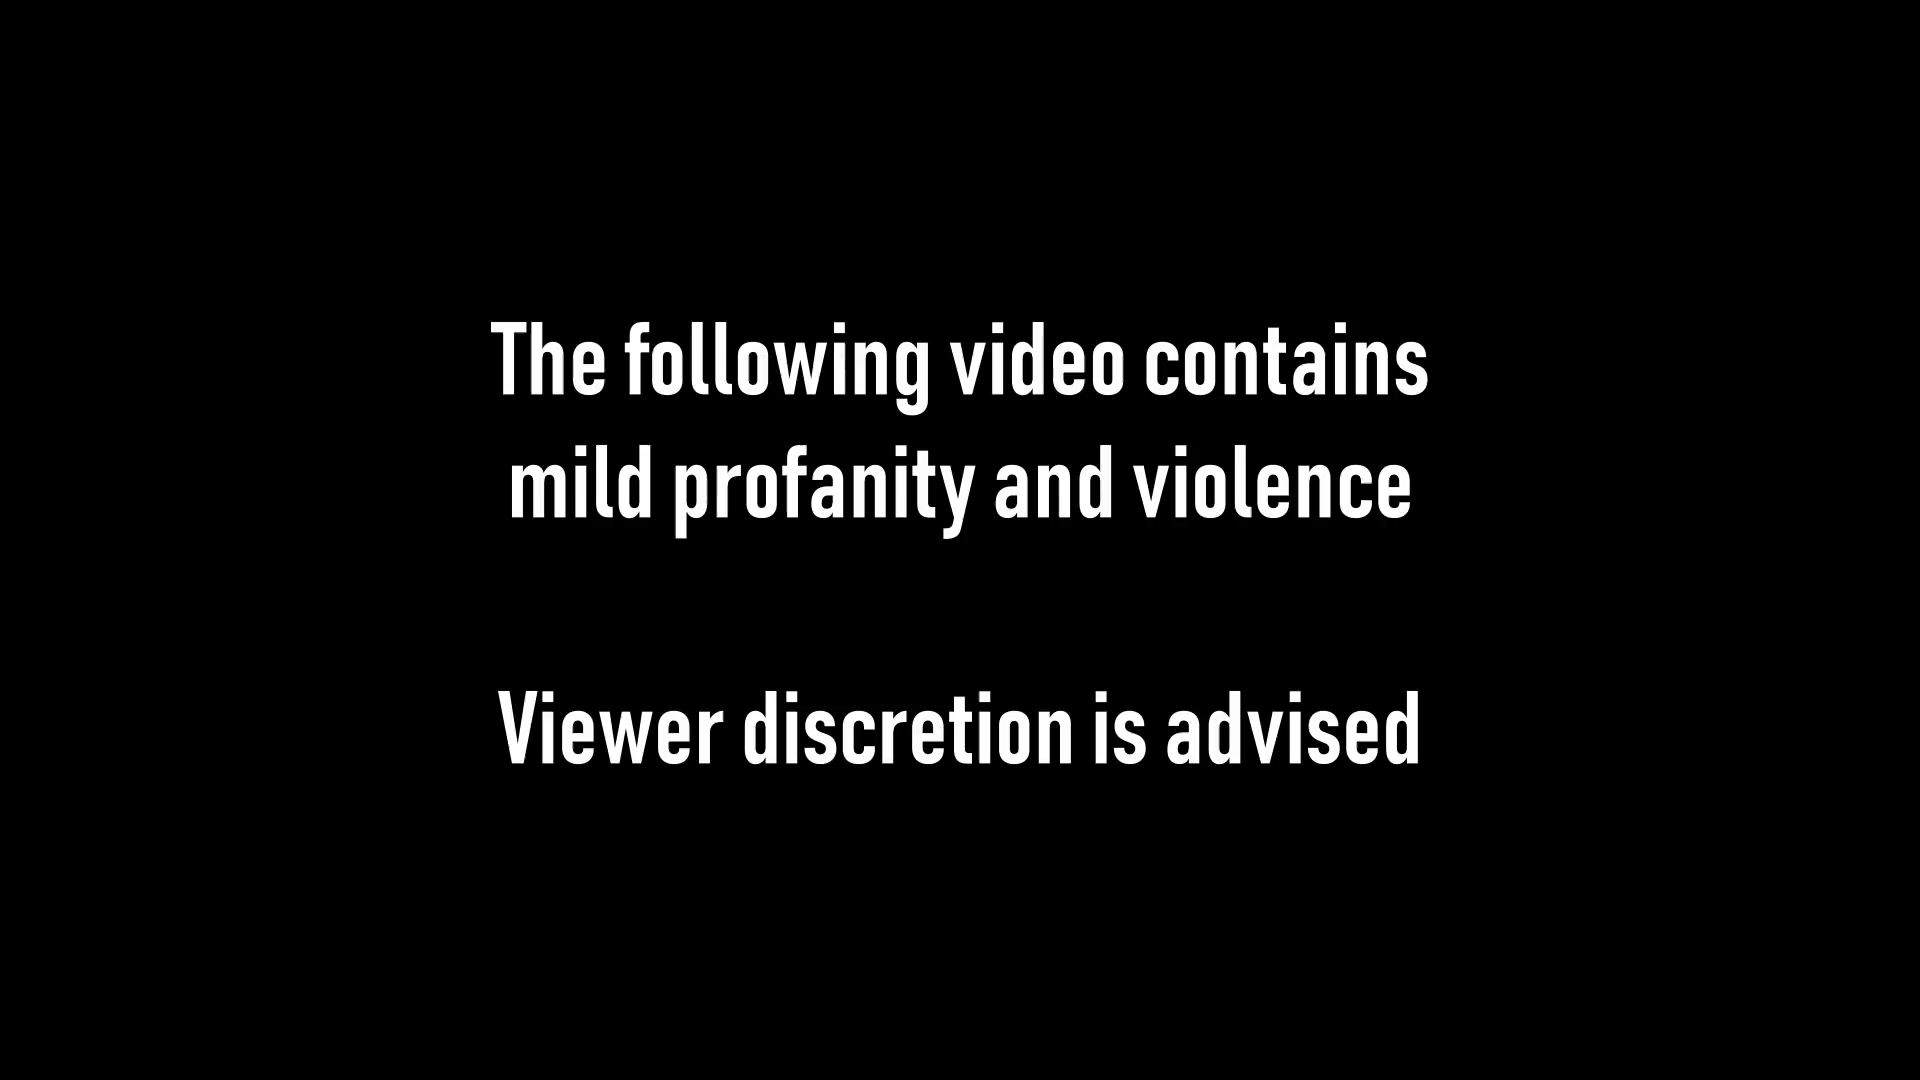 The following video contains
mild profanity and violence
Viewer discretion is advised